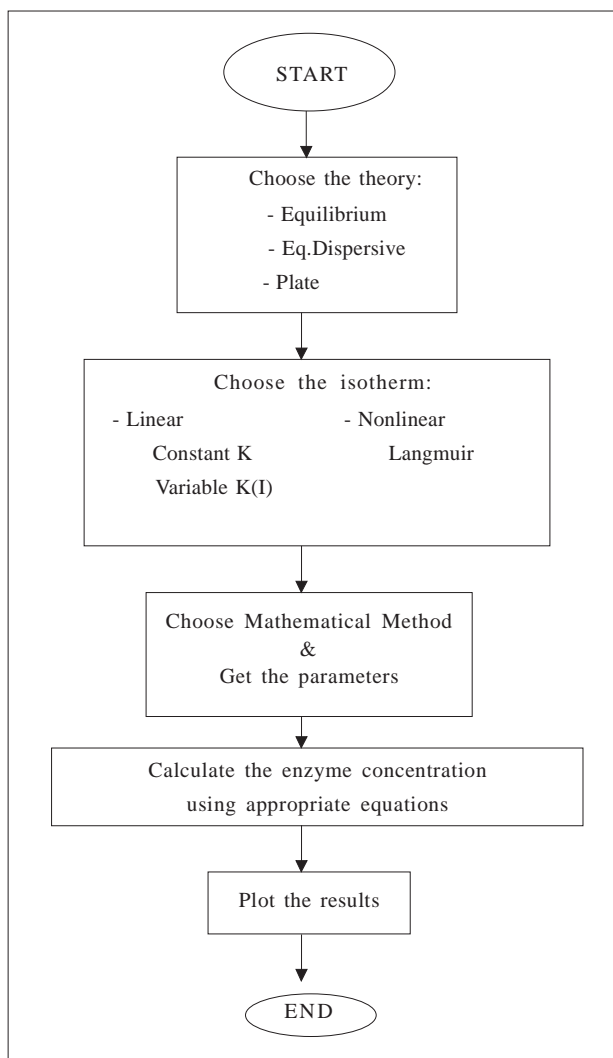 START
Choose the theory:
- Equilibrium
- Eq.Dispersive
- Plate
Choose the isotherm:
- Linear
Constant K
Variable K(I)
- Nonlinear
Langmuir
Choose Mathematical Method
&
Get the parameters
Calculate the enzyme concentration
using appropriate equations
Plot the results
END